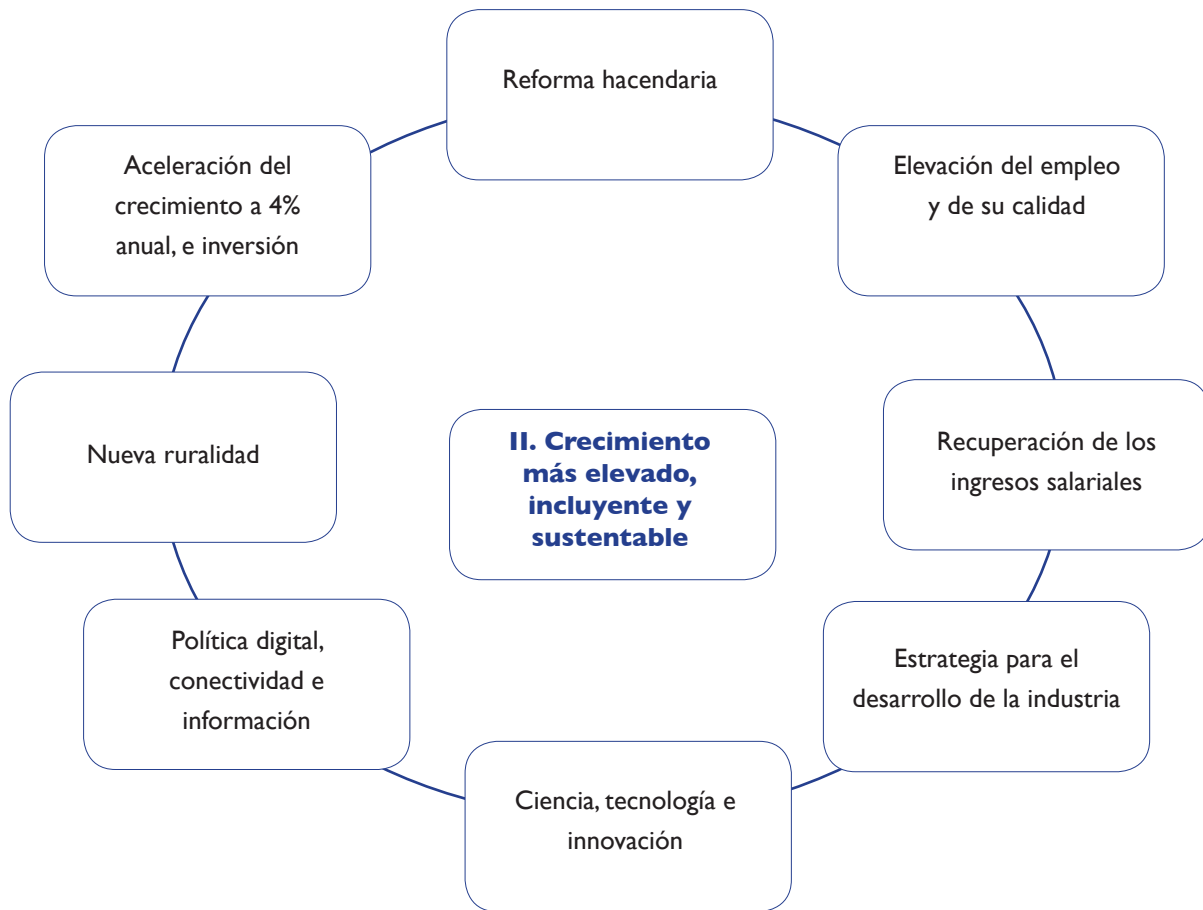 Reforma hacendaria
Aceleración del
crecimiento a 4%
anual, e inversión
Elevación del empleo
y de su calidad
Nueva ruralidad
II. Crecimiento
más elevado,
incluyente y
sustentable
Recuperación de los
ingresos salariales
Política digital,
conectividad e
información
Estrategia para el
desarrollo de la industria
Ciencia, tecnología e
innovación